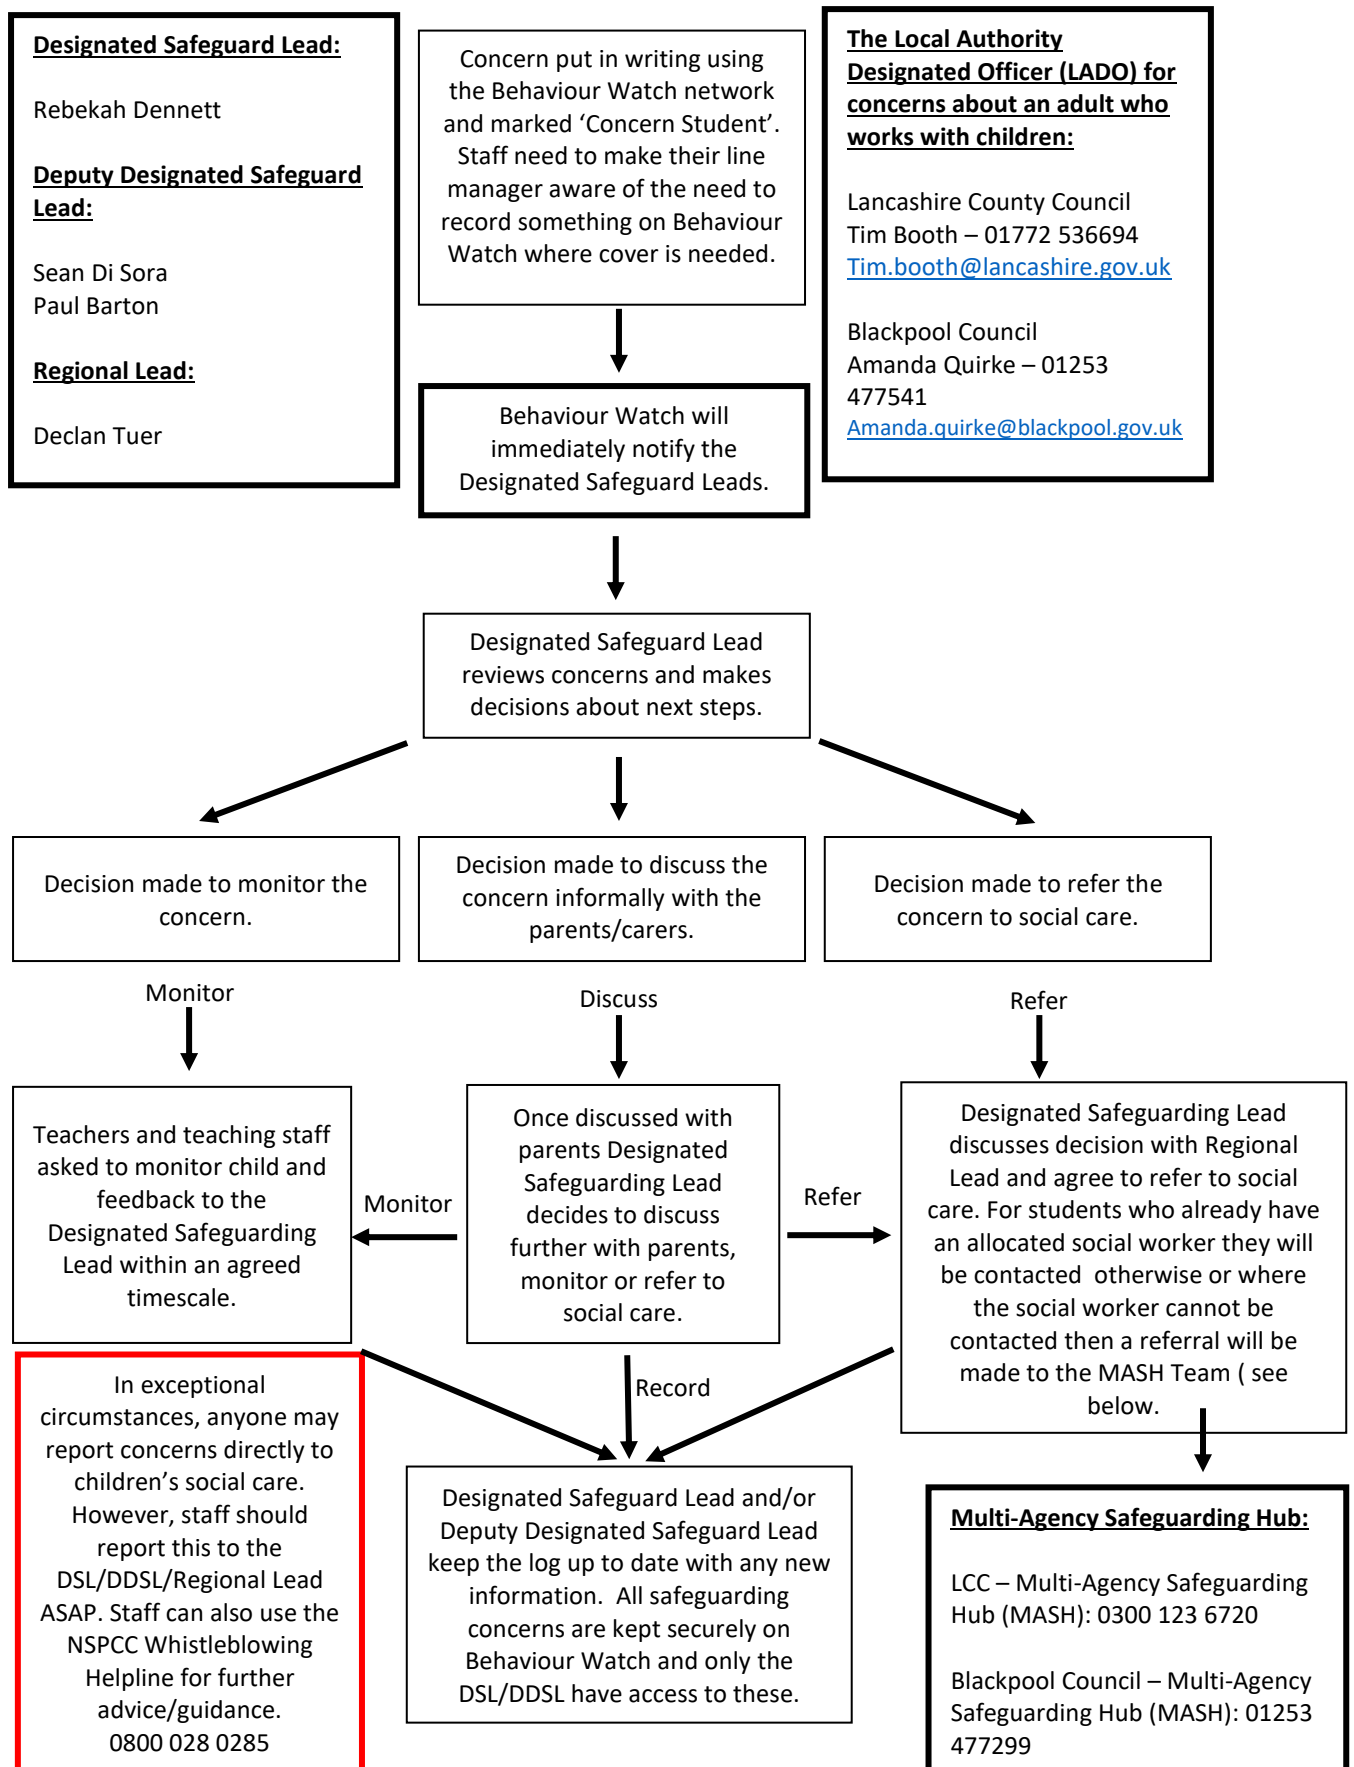 Designated Safeguard Lead:
Rebekah Dennett
Deputy Designated Safeguard
Lead:
Sean Di Sora
Paul Barton
Regional Lead:
Declan Tuer
Concern put in writing using
the Behaviour Watch network
and marked ‘Concern Student’.
Staff need to make their line
manager aware of the need to
record something on Behaviour
Watch where cover is needed.
The Local Authority
Designated Officer (LADO) for
concerns about an adult who
works with children:
Lancashire County Council
Tim Booth – 01772 536694
Tim.booth@lancashire.gov.uk
Blackpool Council
Amanda Quirke – 01253
477541
Amanda.quirke@blackpool.gov.uk
Behaviour Watch will
immediately notify the
Designated Safeguard Leads.
Designated Safeguard Lead
reviews concerns and makes
decisions about next steps.
Decision made to monitor the
concern.
Decision made to discuss the
concern informally with the
parents/carers.
Decision made to refer the
concern to social care.
Monitor
Discuss
Refer
Teachers and teaching staff
asked to monitor child and
feedback to the
Designated Safeguarding
Lead within an agreed
timescale.
Monitor
Once discussed with
parents Designated
Safeguarding Lead
decides to discuss
further with parents,
monitor or refer to
social care.
Refer
Designated Safeguarding Lead
discusses decision with Regional
Lead and agree to refer to social
care. For students who already have
an allocated social worker they will
be contacted  otherwise or where
the social worker cannot be
contacted then a referral will be
made to the MASH Team ( see
below.
In exceptional
circumstances, anyone may
report concerns directly to
children’s social care.
However, staff should
report this to the
DSL/DDSL/Regional Lead
ASAP. Staff can also use the
NSPCC Whistleblowing
Helpline for further
advice/guidance.
0800 028 0285
Record
Designated Safeguard Lead and/or
Deputy Designated Safeguard Lead
keep the log up to date with any new
information.  All safeguarding
concerns are kept securely on
Behaviour Watch and only the
DSL/DDSL have access to these.
Multi-Agency Safeguarding Hub:
LCC – Multi-Agency Safeguarding
Hub (MASH): 0300 123 6720
Blackpool Council – Multi-Agency
Safeguarding Hub (MASH): 01253
477299